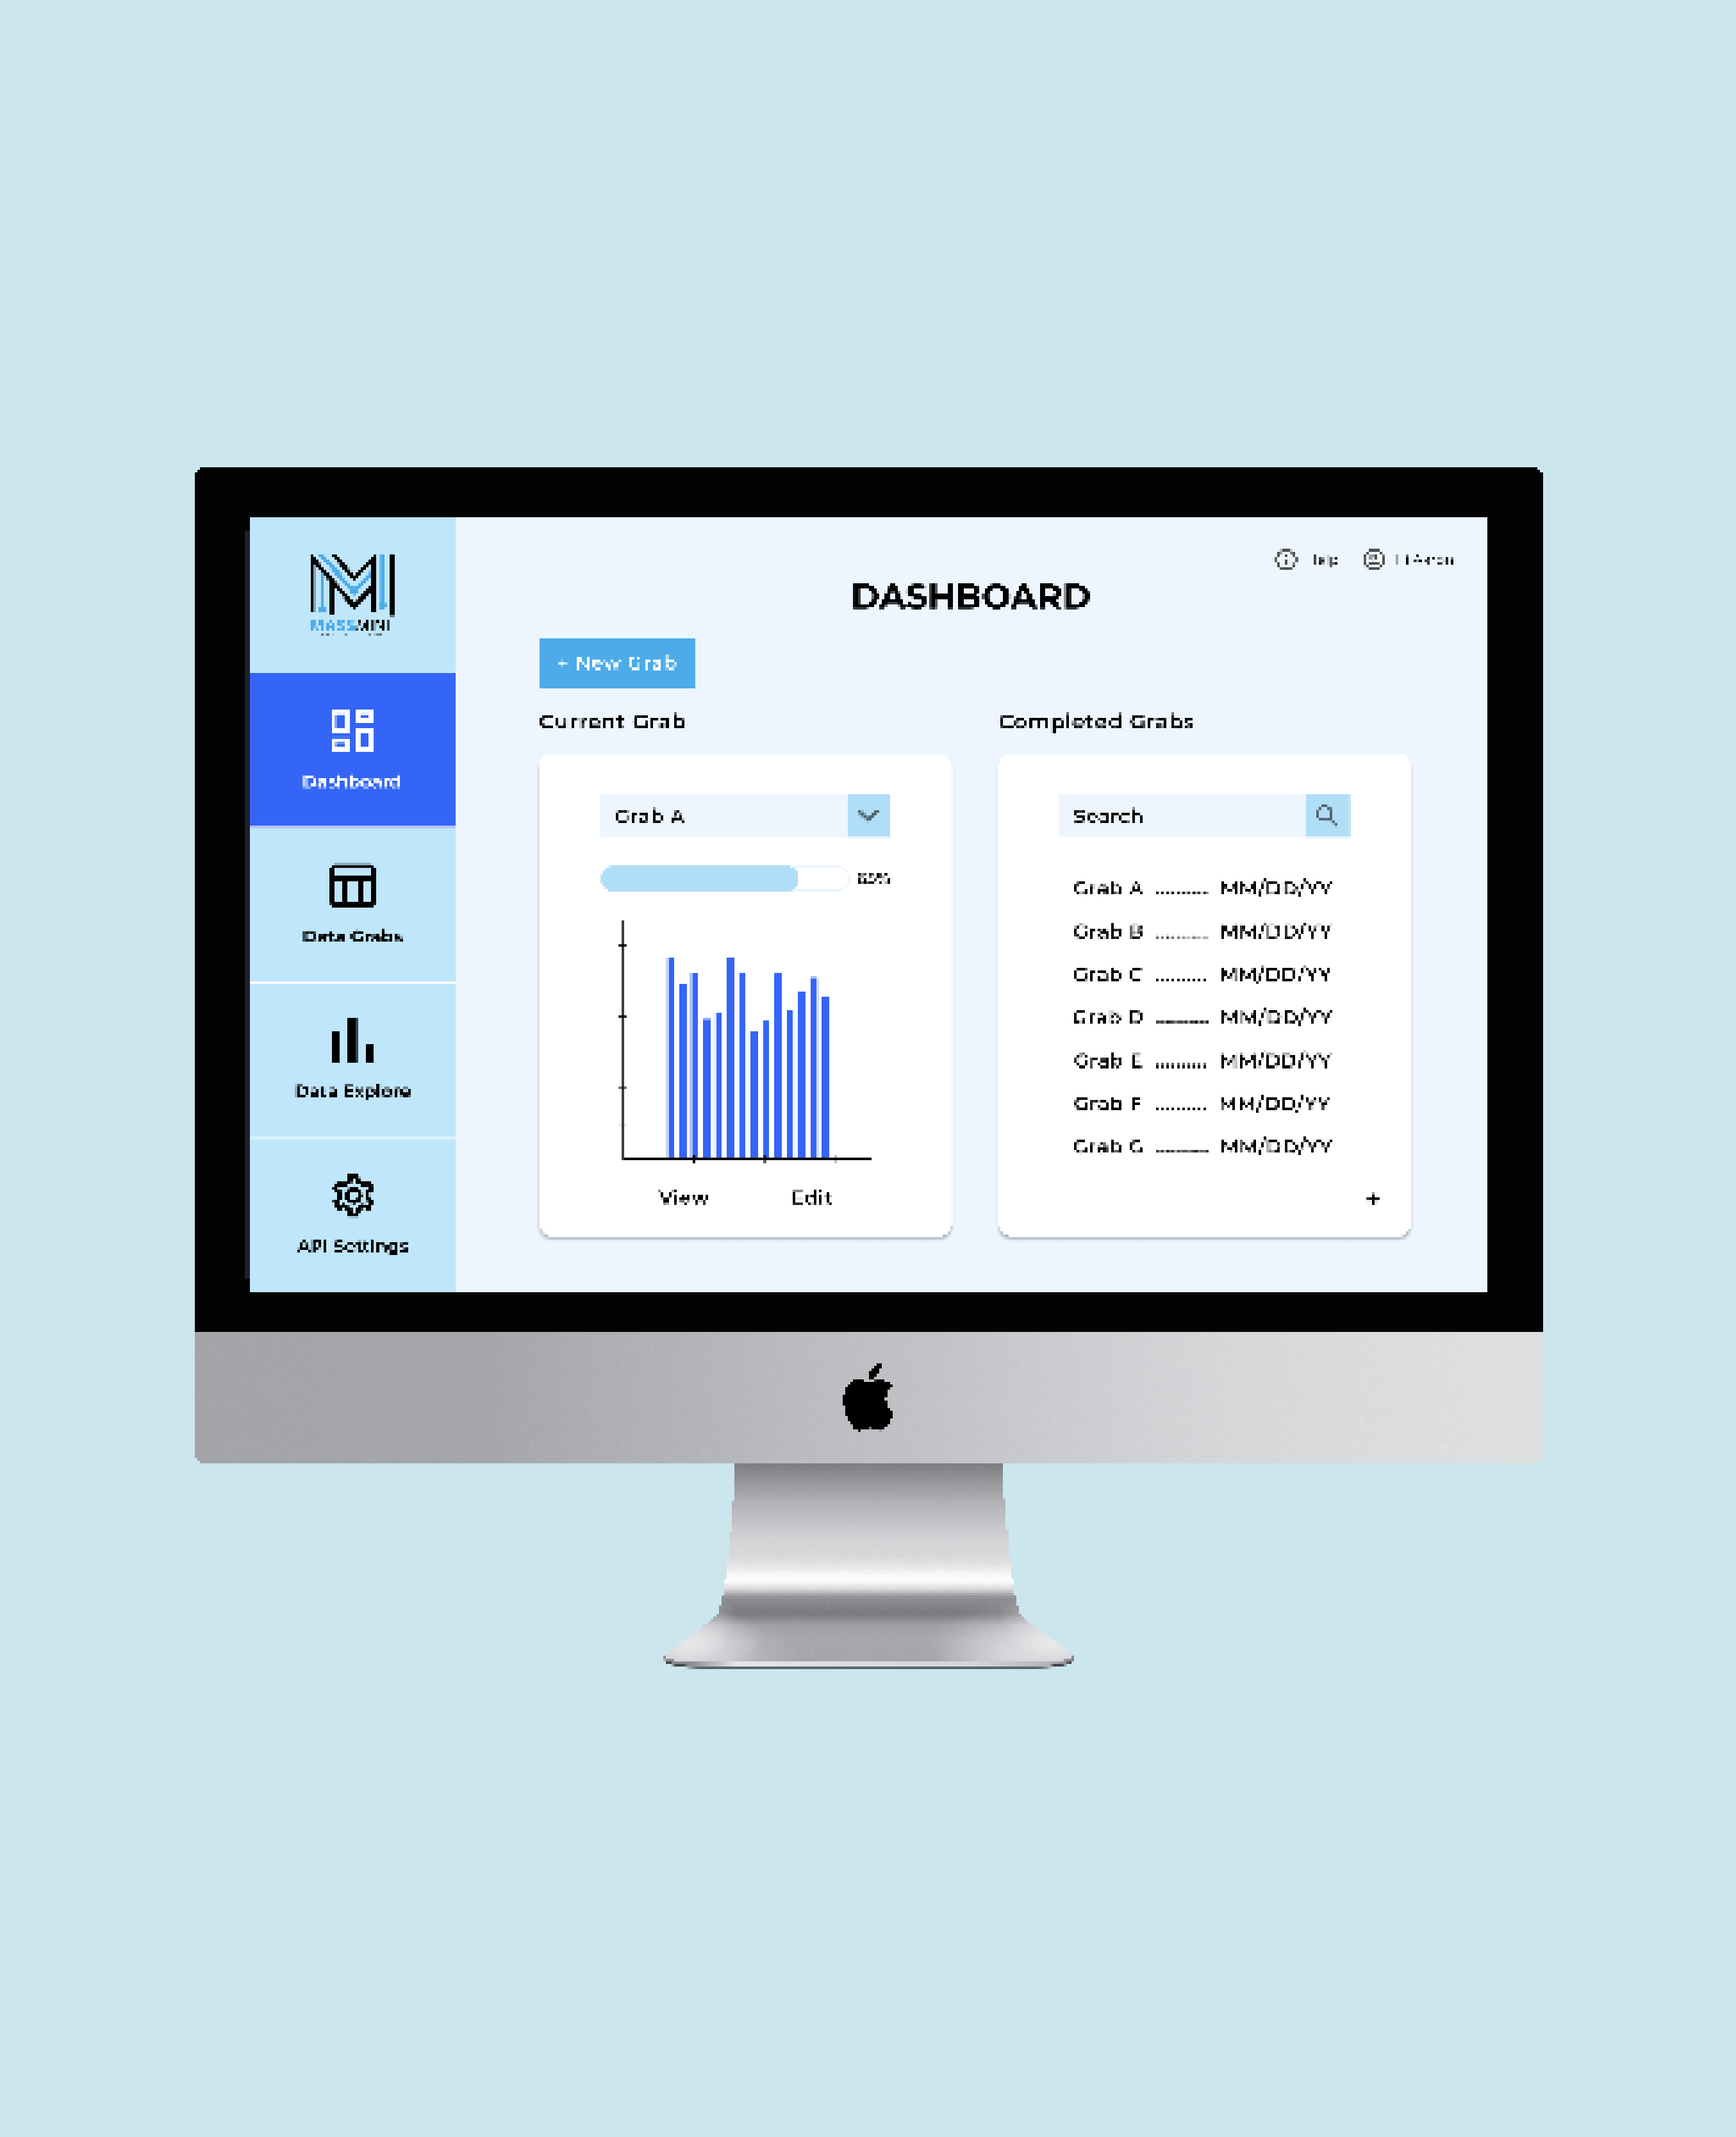 MASSMINI
Dashboard
Data Grabs
Data Explore
API Settings
Help
DASHBOARD
+ New Grab
Current Grab
Grab A
View Edit
Completed Grabs
Search
Grab A .......... MM/DD/YY
Grab B .......... MM/DD/YY
Grab C .......... MM/DD/YY
Grab D .......... MM/DD/YY
Grab E .......... MM/DD/YY
Grab F .......... MM/DD/YY
Grab G .......... MM/DD/YY
+